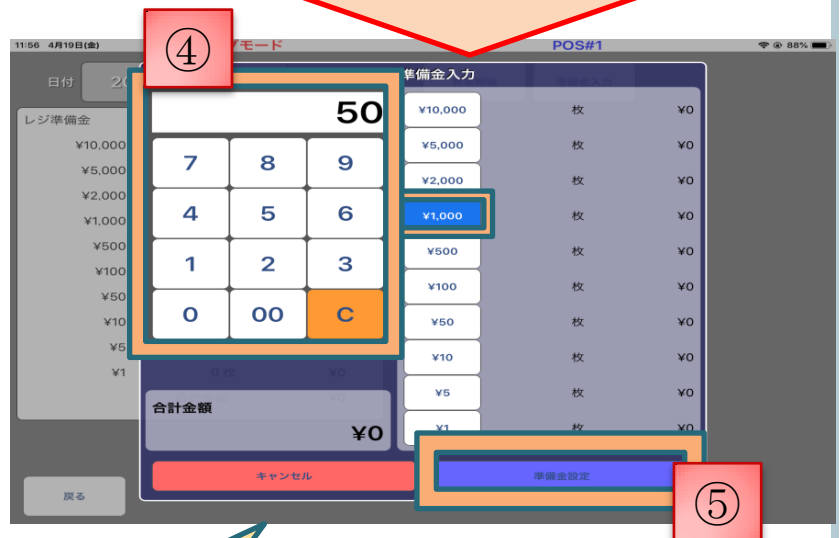 11:56 4月19日(金)
モード
POS#1
88%
④
日付
準備金入力
レジ準備金
¥10,000
¥5,000
¥2,000
¥1,000
¥500
¥100
¥50
¥10
¥5
¥1
0 枚
¥0
50
7 8 9
4 5 6
1 2 3
0 00 C
合計金額
¥0
¥10,000 枚 ¥0
¥5,000 枚 ¥0
¥2,000 枚 ¥0
¥1,000 枚 ¥0
¥500 枚 ¥0
¥100 枚 ¥0
¥50 枚 ¥0
¥10 枚 ¥0
¥5 枚 ¥0
¥1 枚 ¥0
キャンセル
準備金設定
戻る
⑤